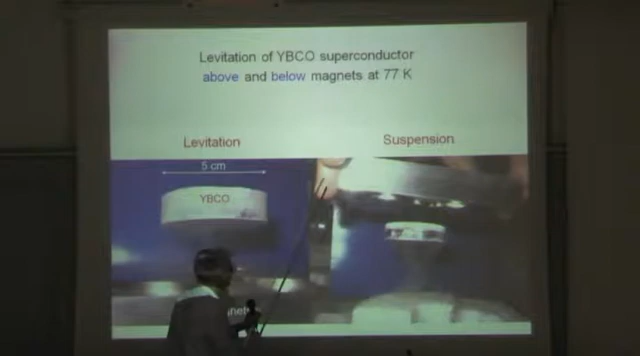 Levitation of YBCO superconductor
above and below magnets at 77 K
Levitation
Suspension
5 cm
YBCO